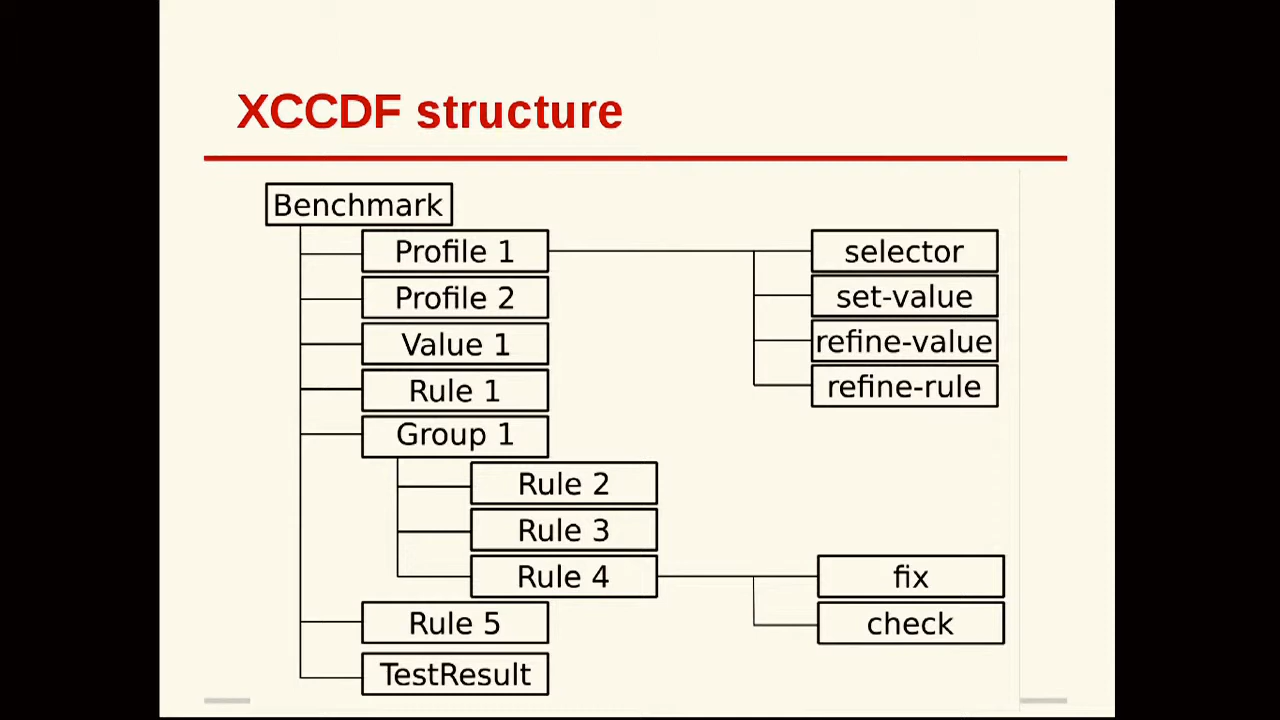 XCCDF structure
Benchmark
Profile 1
selector
Profile 2
set-value
Value 1
refine-value
Rule 1
refine-rule
Group 1
Rule 2
Rule 3
Rule 4
fix
Rule 5
check
TestResult